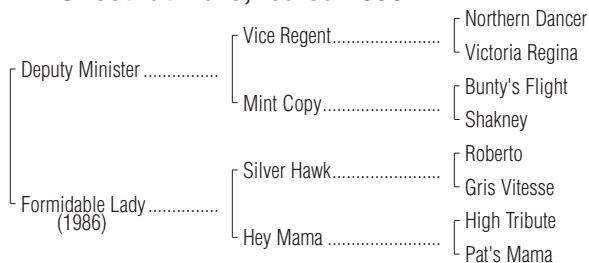 Northern Dancer
Vice Regent
Victoria Regina
Deputy Minister
Bunty's Flight
Mint Copy
Shakney
Roberto
Silver Hawk
Gris Vitesse
Formidable Lady
(1986)
High Tribute
Hey Mama
Pat's Mama